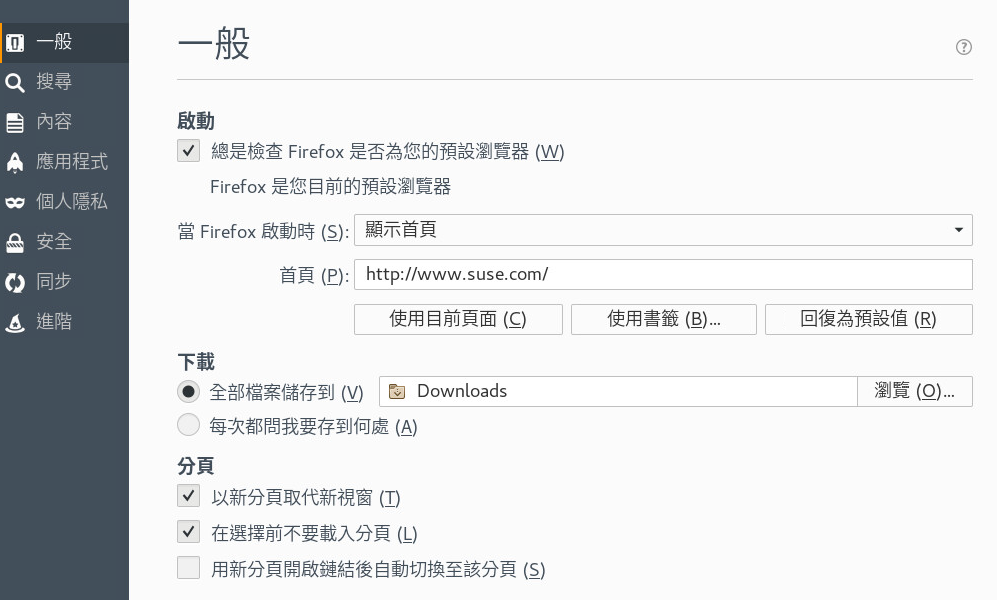 一般
搜尋
內容
應用程式
個人隱私
安全
同步
進階
一般
?
啟動
總是檢查 Firefox 是否為您的預設瀏覽器 (W)
Firefox 是您目前的預設瀏覽器
當 Firefox 啟動時 (S): 顯示首頁
首頁 (P): http://www.suse.com/
使用目前頁面 (C) 使用書籤 (B)... 回復為預設值 (R)
下載
全部檔案儲存到 (V) Downloads 瀏覽 (O)...
每次都問我要存到何處 (A)
分頁
以新分頁取代新視窗 (T)
在選擇前不要載入分頁 (L)
用新分頁開啟鏈結後自動切換至該分頁 (S)